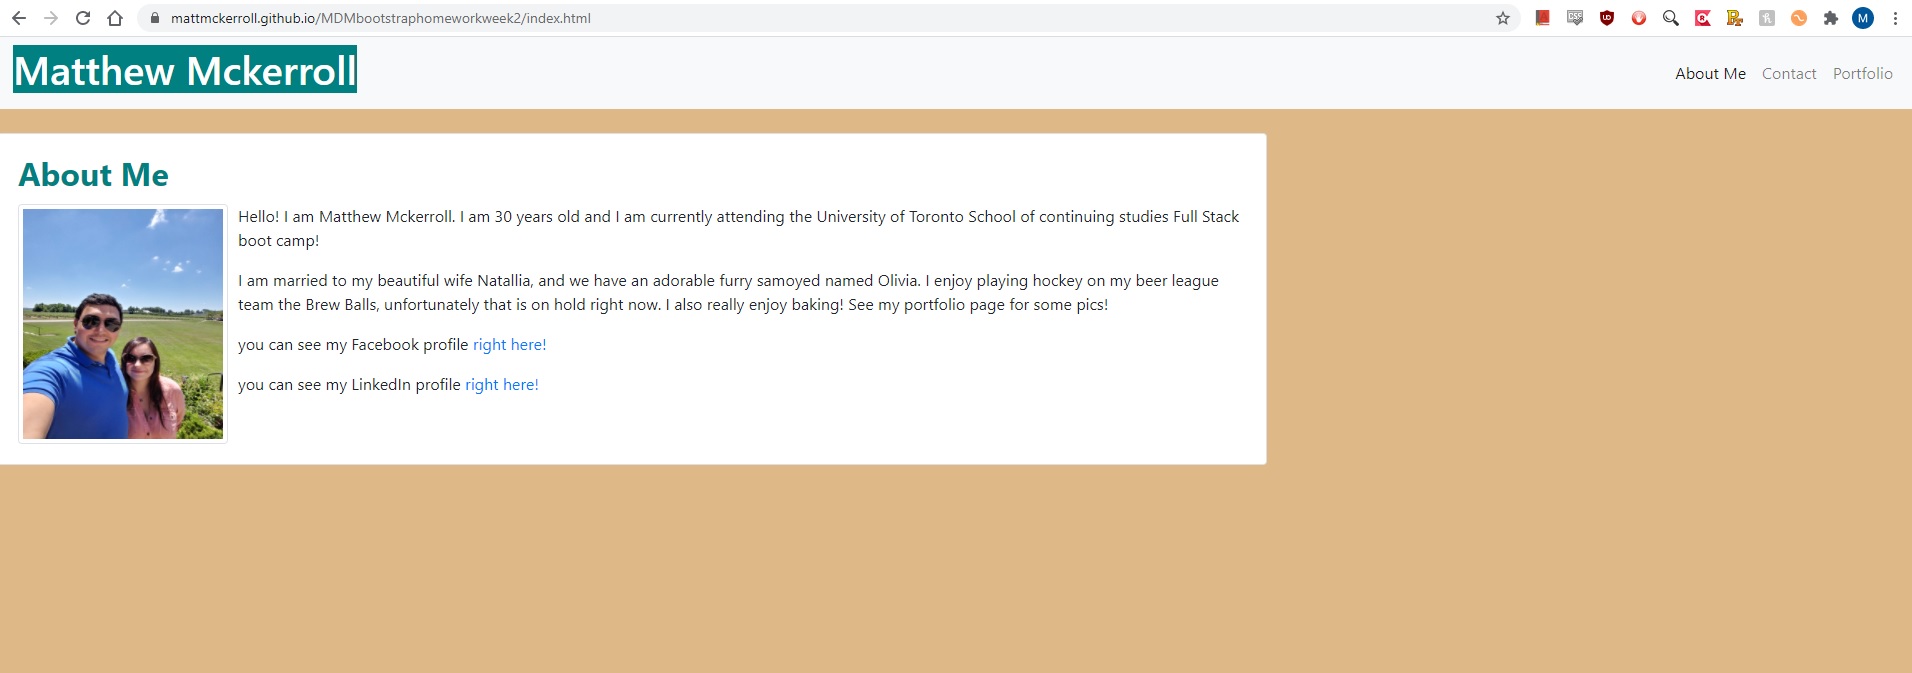 mattmckerroll.github.io/MDMbootstraphomeworkweek2/index.html
M
Matthew Mckerroll
About Me Contact Portfolio
About Me
Hello! I am Matthew Mckerroll. I am 30 years old and I am currently attending the University of Toronto School of continuing studies Full Stack
boot camp!
I am married to my beautiful wife Natallia, and we have an adorable furry samoyed named Olivia. I enjoy playing hockey on my beer league
team the Brew Balls, unfortunately that is on hold right now. I also really enjoy baking! See my portfolio page for some pics!
you can see my Facebook profile right here!
you can see my LinkedIn profile right here!